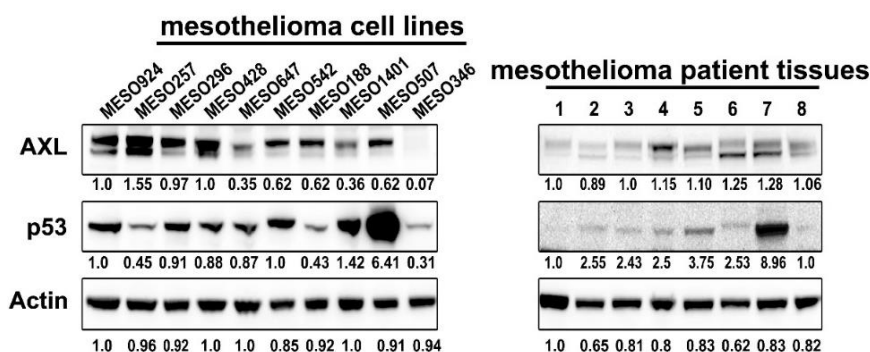 mesothelioma cell lines
MESO924 MESO257 MESO296 MESO428 MESO647 MESO542 MESO188 MESO1401 MESO507 MESO346
AXL
1.0 1.55 0.97 1.0 0.35 0.62 0.62 0.36 0.62 0.07
p53
1.0 0.45 0.91 0.88 0.87 1.0 0.43 1.42 6.41 0.31
Actin
1.0 0.96 0.92 1.0 1.0 0.85 0.92 1.0 0.91 0.94
mesothelioma patient tissues
1 2 3 4 5 6 7 8
1.0 0.89 1.0 1.15 1.10 1.25 1.28 1.06
1.0 2.55 2.43 2.5 3.75 2.53 8.96 1.0
1.0 0.65 0.81 0.8 0.83 0.62 0.83 0.82